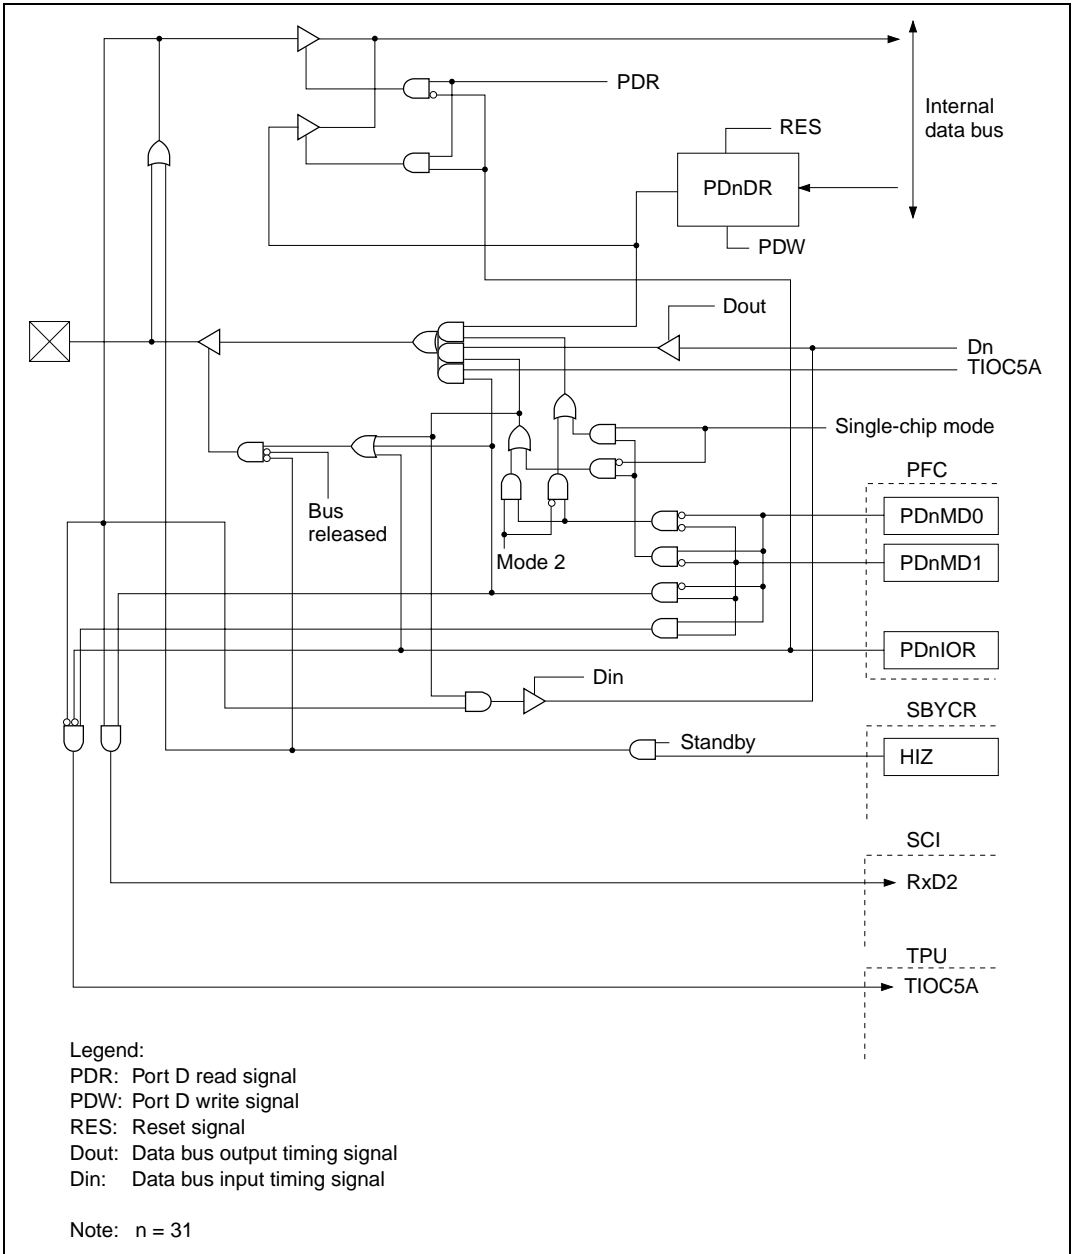 PDR
Internal
data bus
RES
PDnDR
PDW
Dout
Dn
TIOC5A
Single-chip mode
PFC
PDnMD0
Bus
released
Mode 2
PDnMD1
PDnIOR
Din
SBYCR
Standby
HIZ
SCI
RxD2
TPU
TIOC5A
Legend:
PDR: Port D read signal
PDW: Port D write signal
RES: Reset signal
Dout: Data bus output timing signal
Din: Data bus input timing signal
Note: n = 31